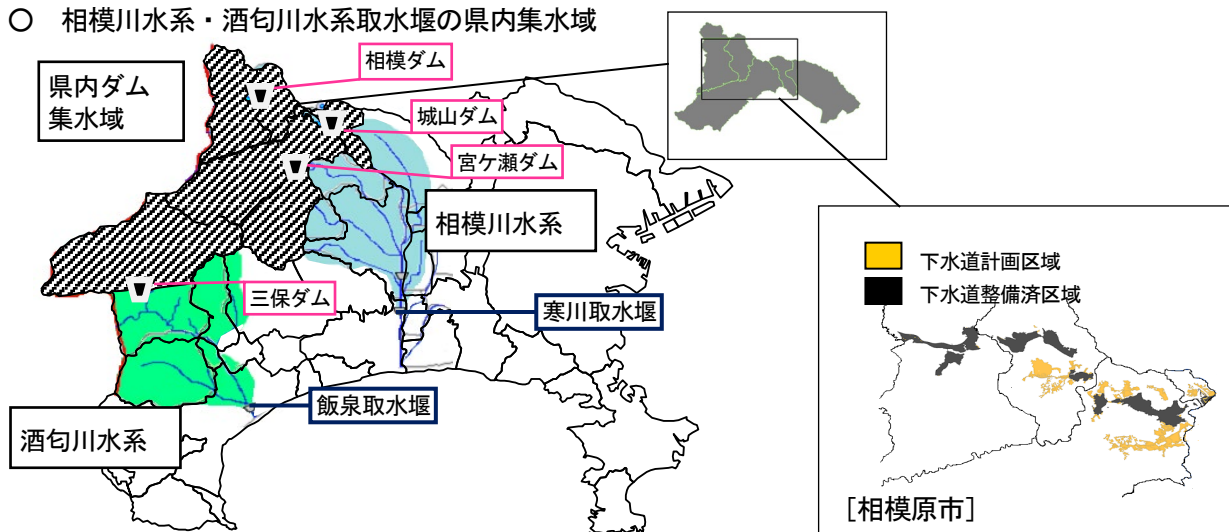 ○ 相模川水系・酒匂川水系取水堰の県内集水域
相模ダム
県内ダム
集水域
城山ダム
宮ケ瀬ダム
相模川水系
三保ダム
寒川取水堰
飯泉取水堰
酒匂川水系
下水道計画区域
下水道整備済区域
[相模原市]